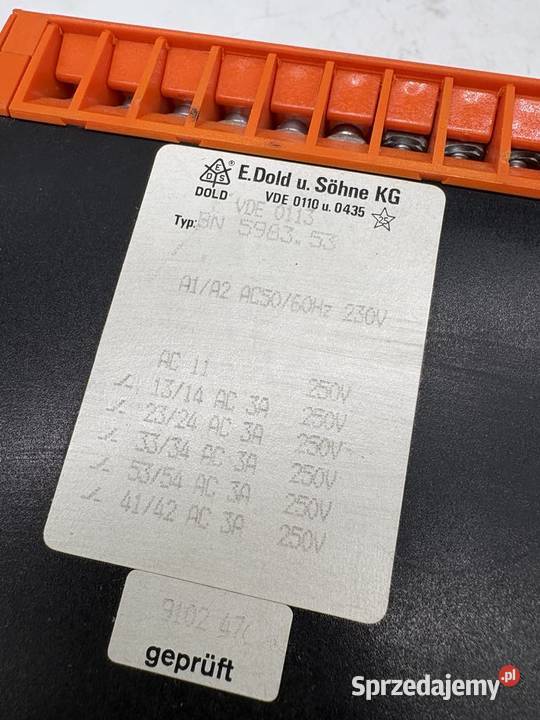 E.Dold u. Söhne KG
DOLD
VDE 0110 u. 0435
25
VDE 0113
Typ: BN 5983.53
A1/A2 AC50/60Hz 230V
AC 11
13/14 AC 3A 250V
23/24 AC 3A 250V
33/34 AC 3A 250V
53/54 AC 3A 250V
41/42 AC 3A 250V
9102
geprüft
Sprzedajemy.pl